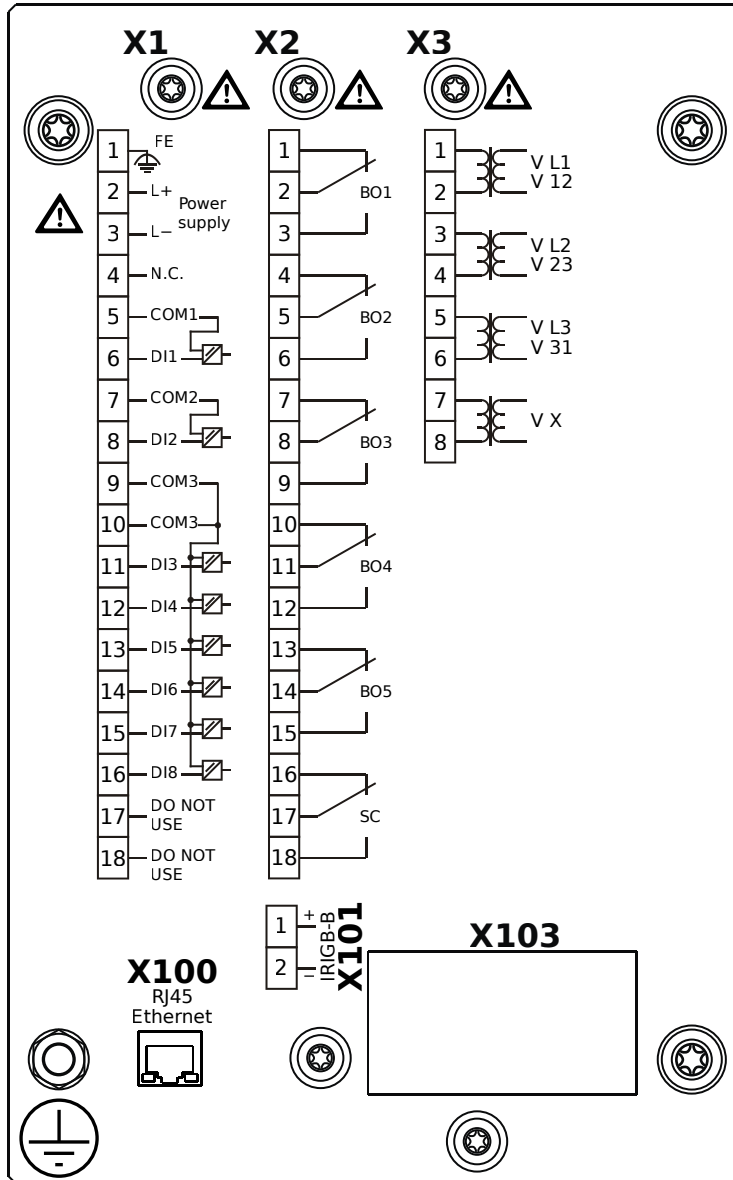 X1
X2
X3
1 FE
2 L+
Power
supply
3 L−
4 N.C.
5 COM1
6 DI1
7 COM2
8 DI2
9 COM3
10 COM3
11 DI3
12 DI4
13 DI5
14 DI6
15 DI7
16 DI8
17 DO NOT
USE
18 DO NOT
USE
1
2 BO1
3
4
5 BO2
6
7
8 BO3
9
10
11 BO4
12
13
14 BO5
15
16
17 SC
18
1
V L1
V 12
2
3
V L2
V 23
4
5
V L3
V 31
6
7
V X
8
1 +
2 −
IRIGB-B
X101
X100
RJ45
Ethernet
X103